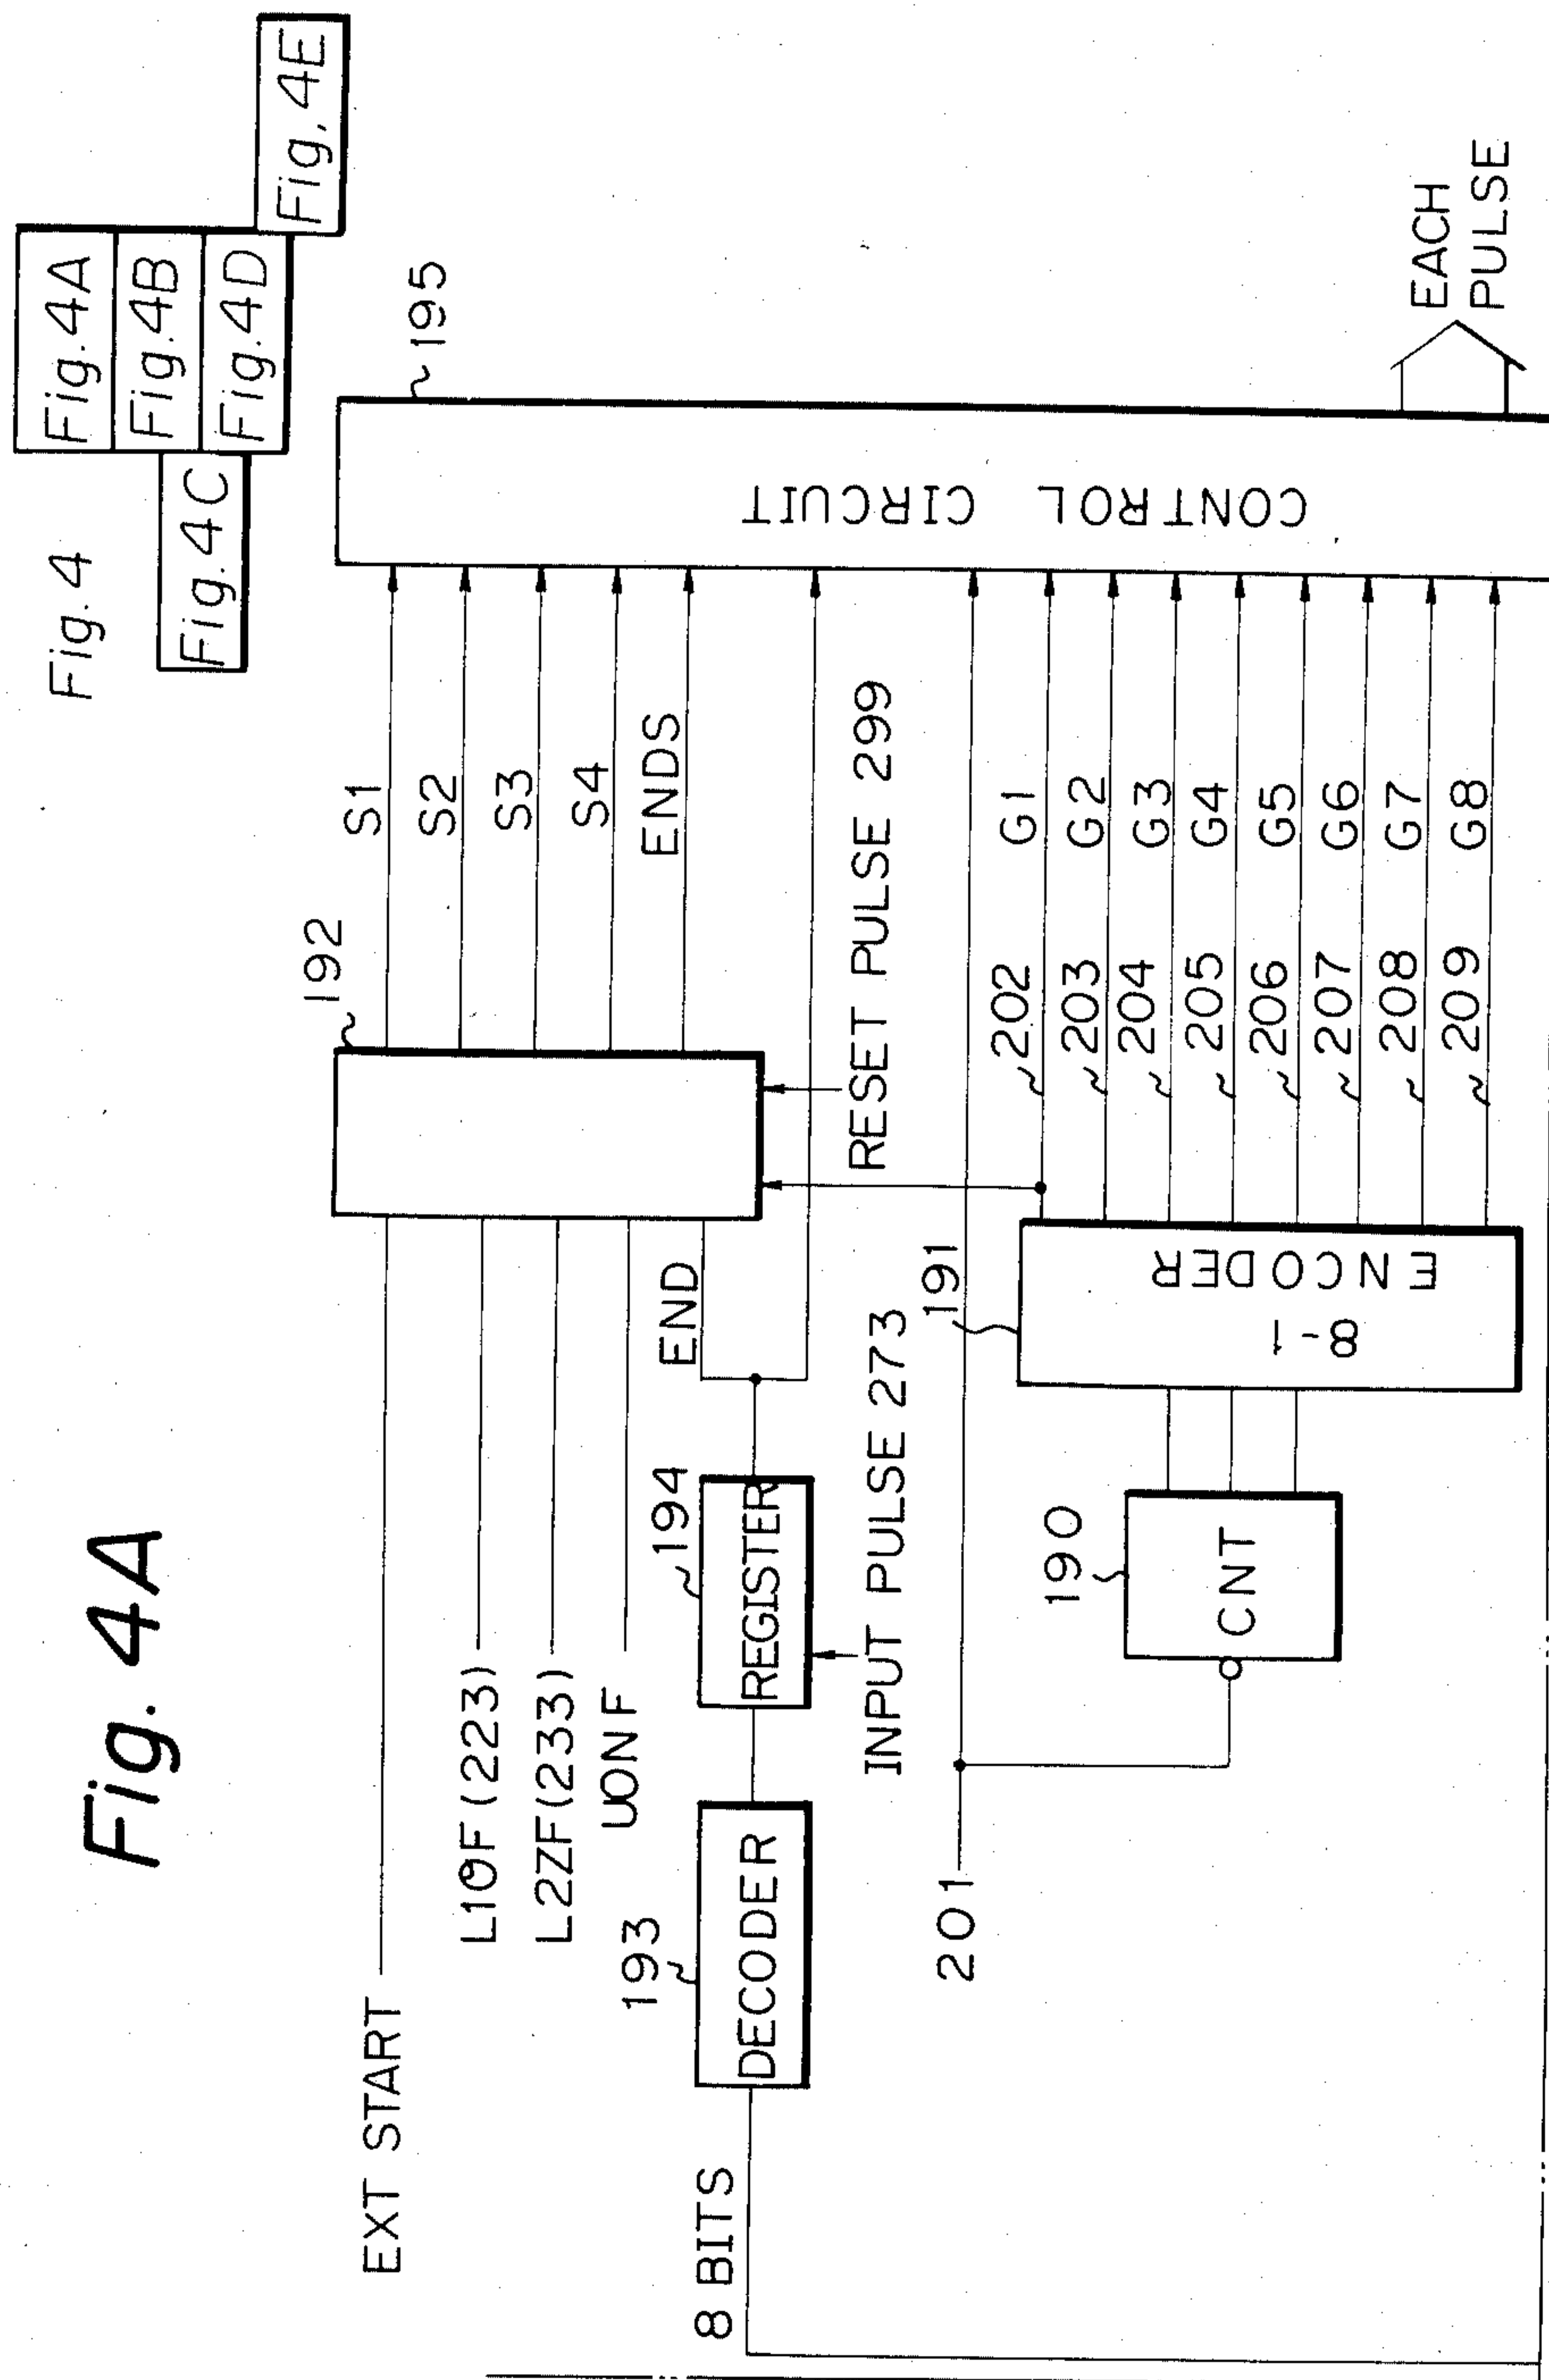 Fig. 4A
Fig.4
Fig.4A
Fig.4B
Fig.4C
Fig.4D
Fig,4E
EXT START
L1OF(223)
L2ZF(233)
UONF
END
192
S1
S2
S3
S4
ENDS
195
CONTROL CIRCUIT
8 BITS
193
DECODER
194
REGISTER
INPUT PULSE 273
RESET PULSE 299
201
190
CNT
191
8-1
ENCODER
202 G1
203 G2
204 G3
205 G4
206 G5
207 G6
208 G7
209 G8
EACH
PULSE